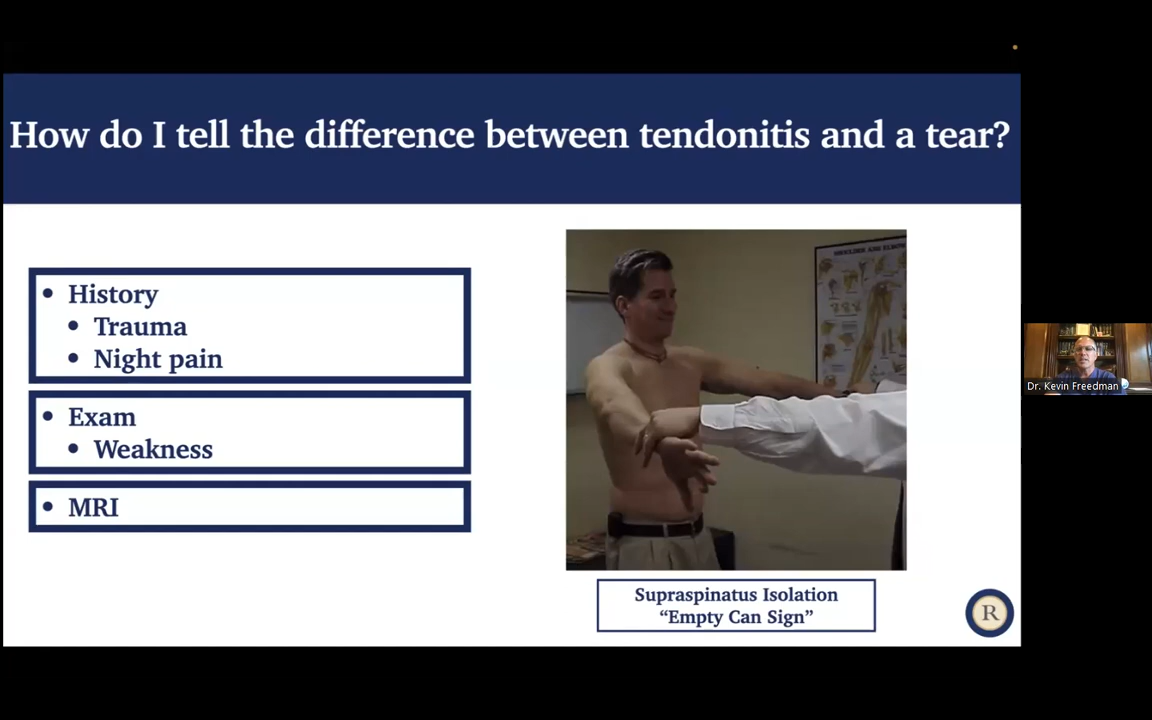 How do I tell the difference between tendonitis and a tear?
• History
• Trauma
• Night pain
• Exam
• Weakness
• MRI
Supraspinatus Isolation
“Empty Can Sign”
R
Dr. Kevin Freedman